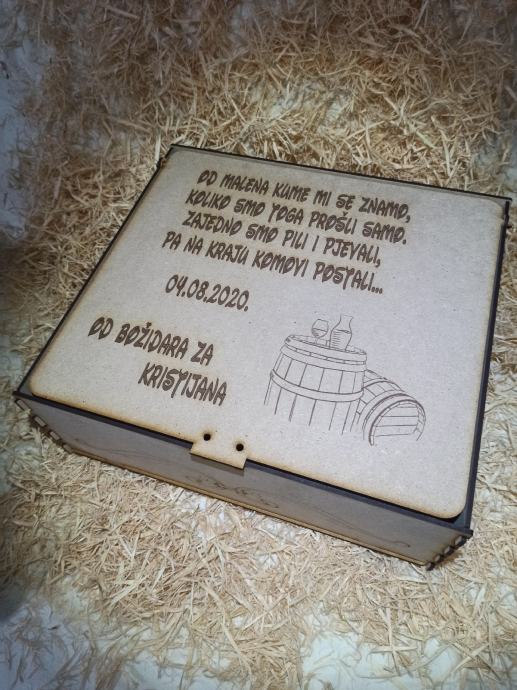 OD MALENA KUME MI SE ZNAMO,
KOLIKO SMO TOGA PROŠLI SAMO.
ZAJEDNO SMO PILI I PJEVALI,
PA NA KRAJU KUMOVI POSTALI...
04.08.2020.
OD BOŽIDARA ZA
KRISTIJANA